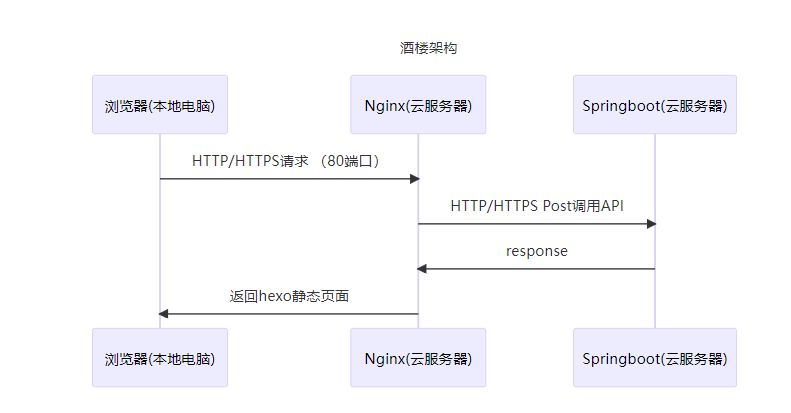 酒楼架构
浏览器(本地电脑)
Nginx(云服务器)
Springboot(云服务器)
HTTP/HTTPS请求 （80端口）
HTTP/HTTPS Post调用API
response
返回hexo静态页面
浏览器(本地电脑)
Nginx(云服务器)
Springboot(云服务器)